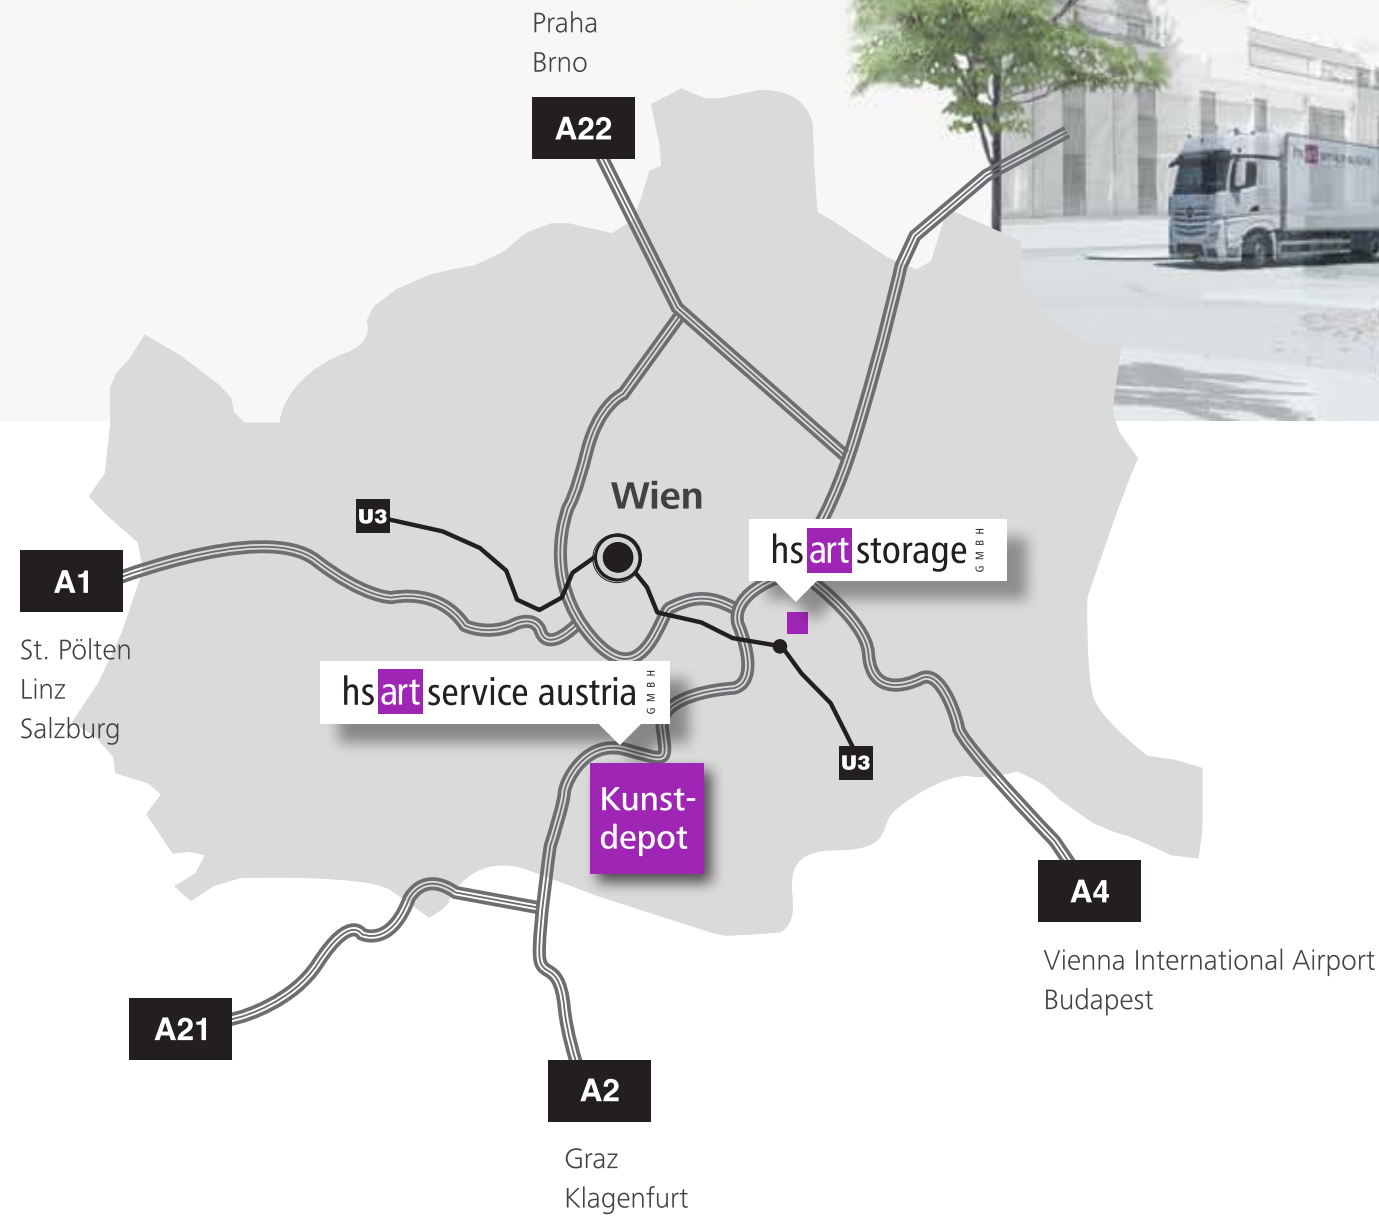 Praha
Brno
A22
Wien
U3
hs art storage GMBH
A1
St. Pölten
Linz
Salzburg
hs art service austria GMBH
U3
Kunst-
depot
A4
Vienna International Airport
Budapest
A21
A2
Graz
Klagenfurt